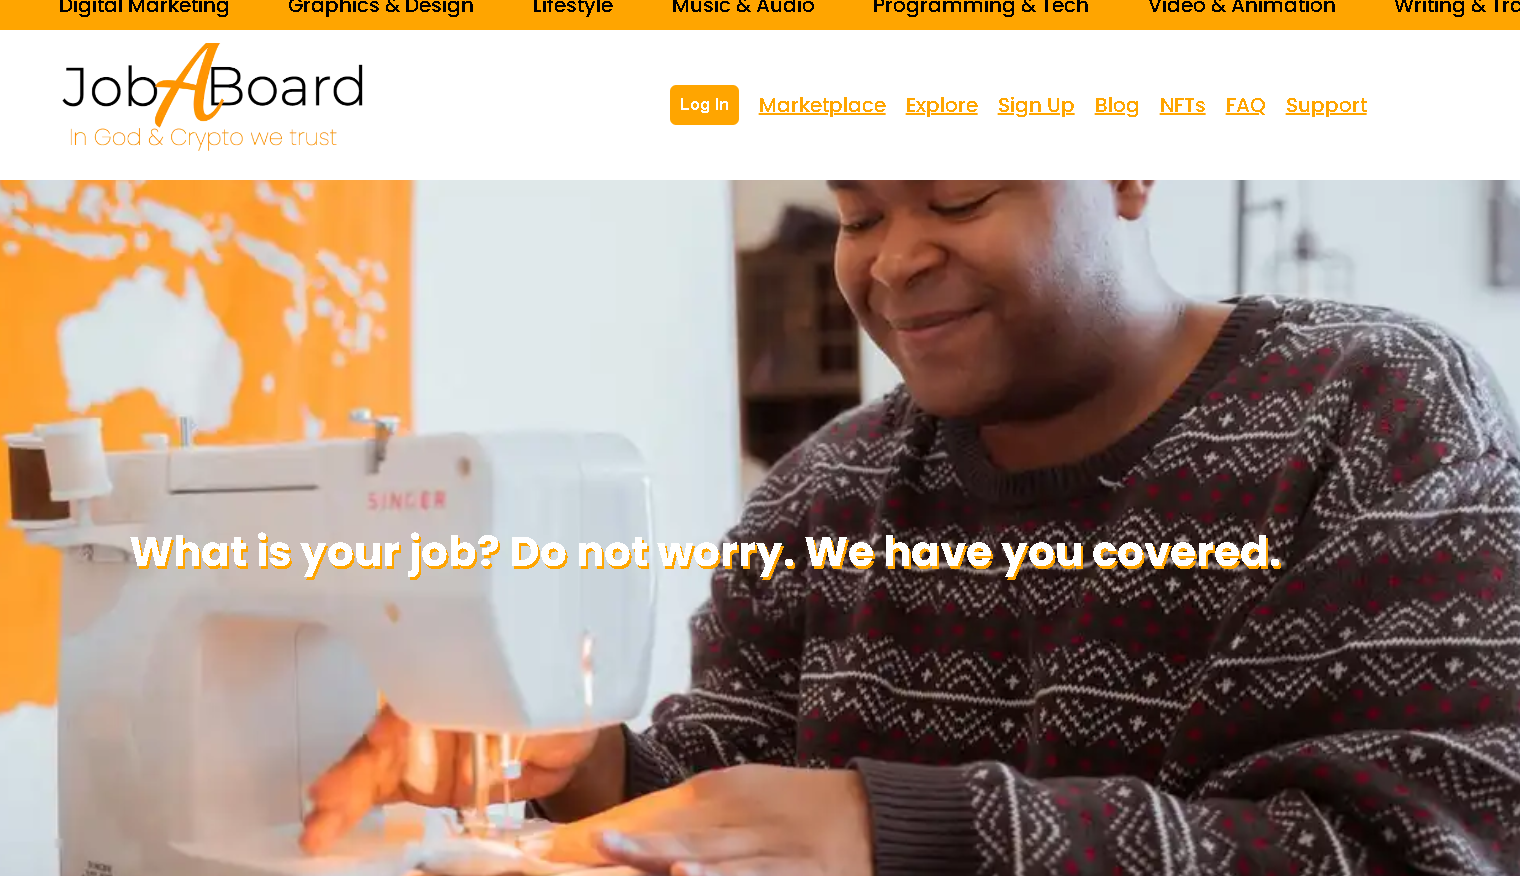 Digital Marketing Graphics & Design Lifestyle Music & Audio Programming & Tech Video & Animation Writing &
JobABoard
In God & Crypto we trust
Log In Marketplace Explore Sign Up Blog NFTs FAQ Support
SINGER
What is your job? Do not worry. We have you covered.